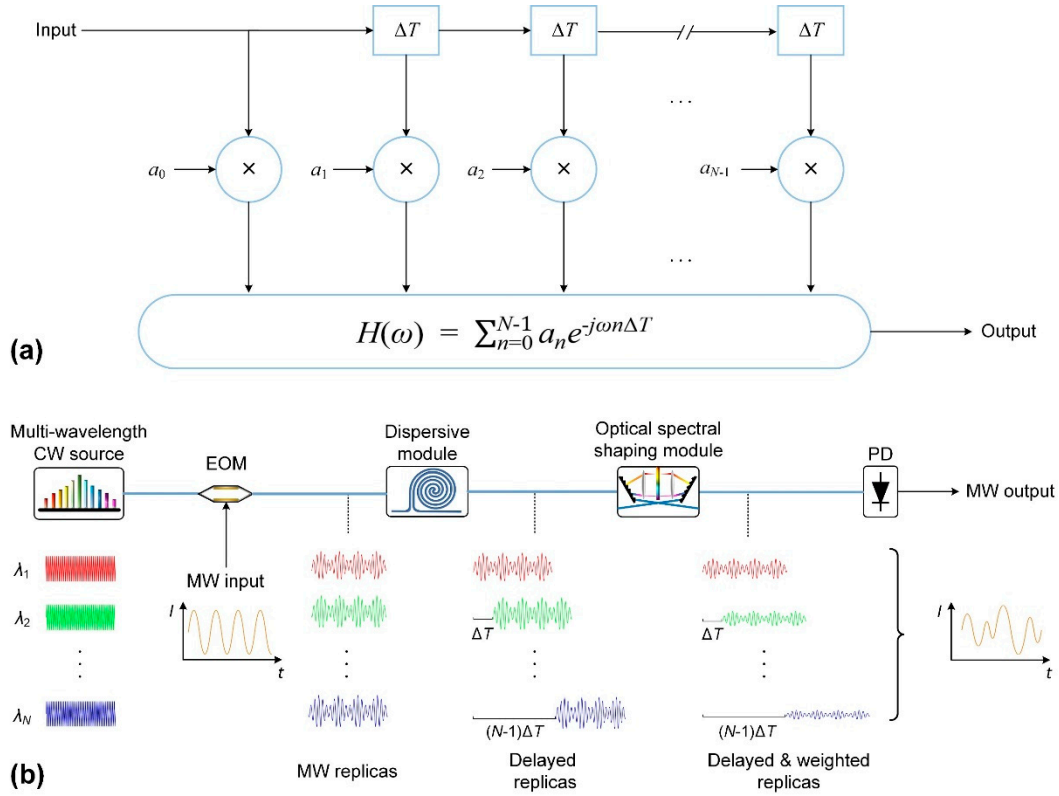 Input
ΔT ΔT ΔT
...
a0 × a1 × a2 × aN-1 ×
...
H(ω) = ∑_{n=0}^{N-1} a_n e^{-jωnΔT}
Output
(a)
Multi-wavelength
CW source
EOM
Dispersive
module
Optical spectral
shaping module
PD
MW output
λ1
MW input
λ2
I
t
ΔT
ΔT
I
t
λN
(N-1)ΔT
(N-1)ΔT
MW replicas
Delayed
replicas
Delayed & weighted
replicas
(b)